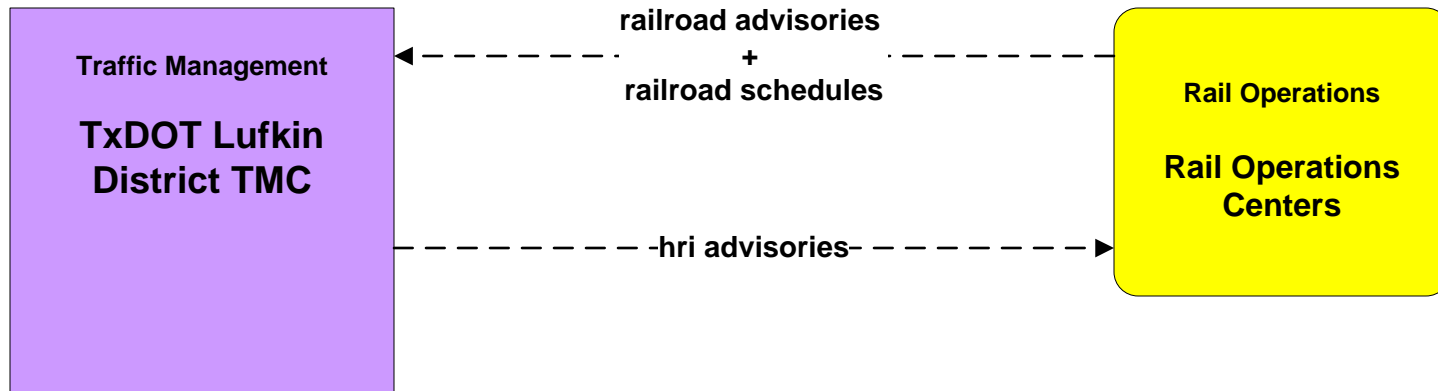 Traffic Management
TxDOT Lufkin
District TMC
railroad advisories
+
railroad schedules
hri advisories
Rail Operations
Rail Operations
Centers